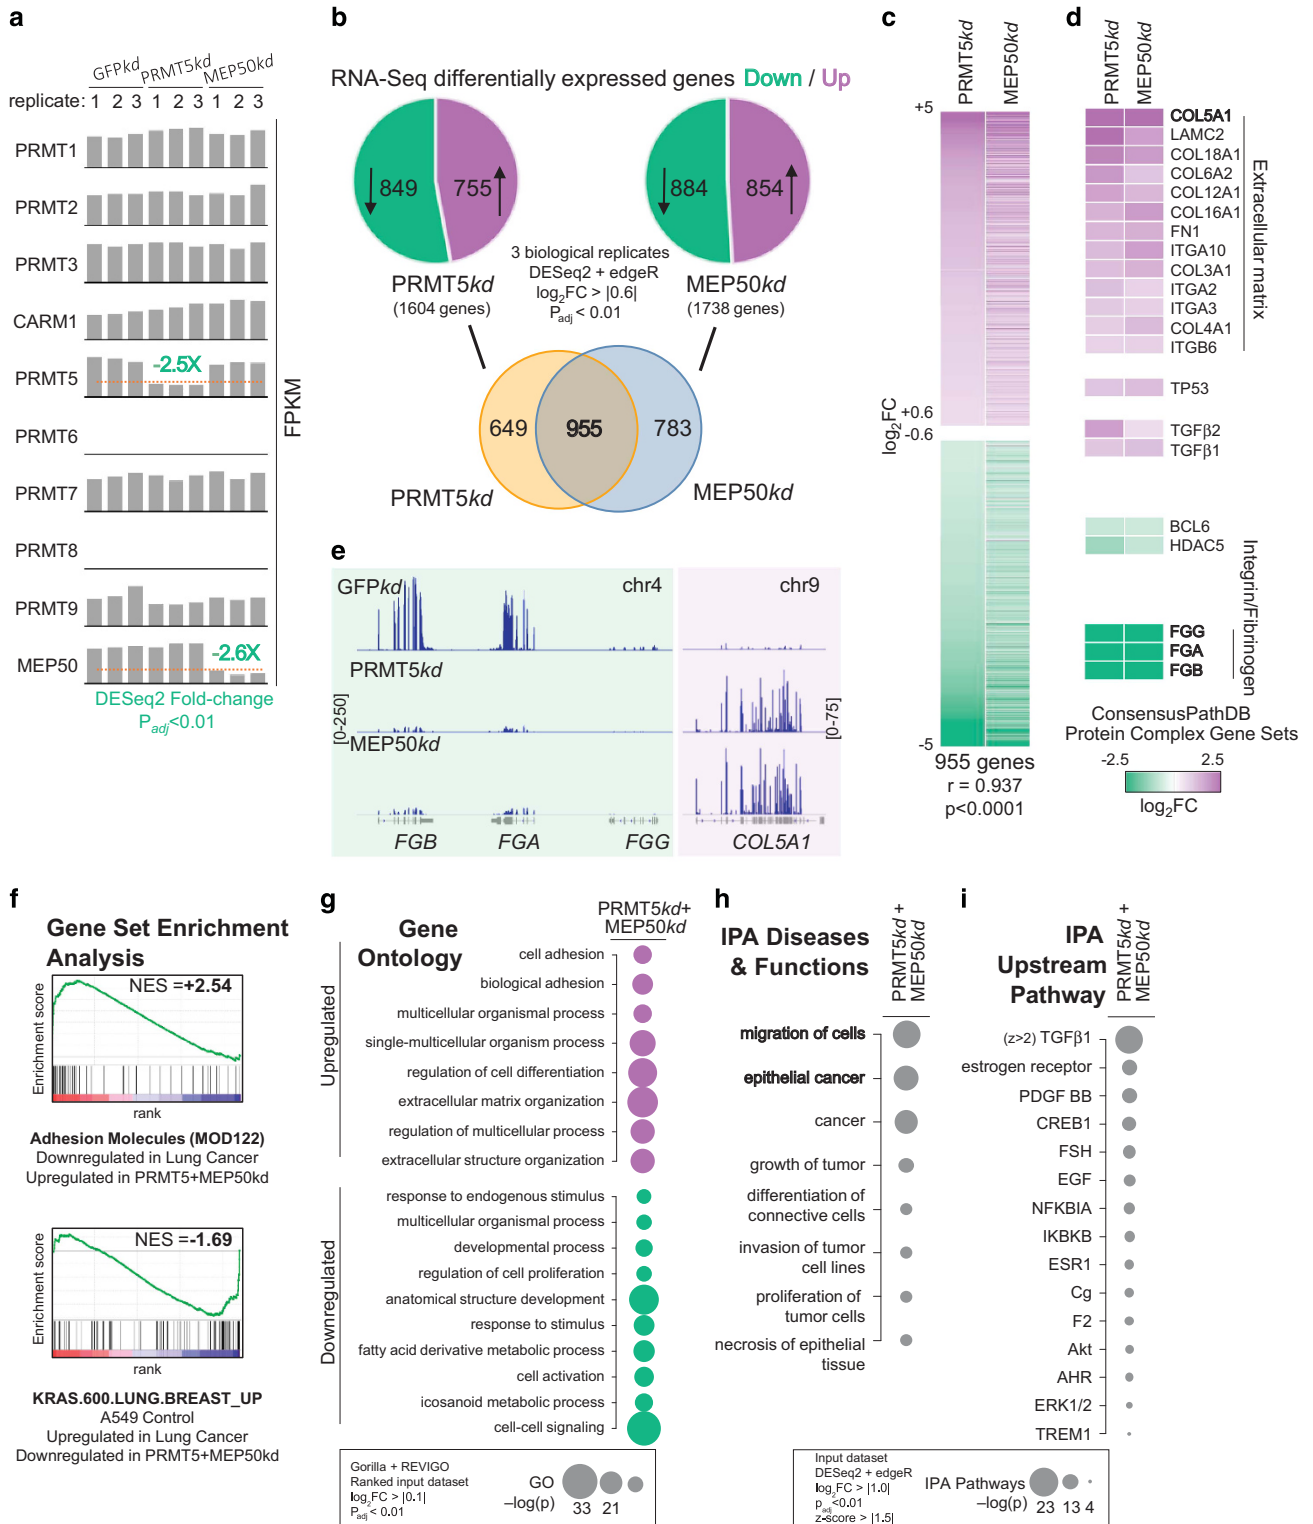 a
GFPkd PRMT5kd MEP50kd
replicate: 1 2 3 1 2 3 1 2 3
PRMT1
PRMT2
PRMT3
CARM1
PRMT5
-2.5X
PRMT6
PRMT7
PRMT8
PRMT9
MEP50
-2.6X
FPKM
DESeq2 Fold-change
Padj<0.01
b
RNA-Seq differentially expressed genes Down / Up
849 755
884 854
PRMT5kd
(1604 genes)
3 biological replicates
DESeq2 + edgeR
log2FC > |0.6|
Padj < 0.01
MEP50kd
(1738 genes)
649 955 783
PRMT5kd
MEP50kd
c
PRMT5kd
MEP50kd
+5
+0.6
-0.6
log2FC
-5
955 genes
r = 0.937
p<0.0001
d
PRMT5kd
MEP50kd
COL5A1
LAMC2
COL18A1
COL6A2
COL12A1
COL16A1
FN1
ITGA10
COL3A1
ITGA2
ITGA3
COL4A1
ITGB6
Extracellular matrix
TP53
TGFβ2
TGFβ1
BCL6
HDAC5
FGG
FGA
FGB
Integrin/Fibrinogen
ConsensusPathDB
Protein Complex Gene Sets
-2.5 2.5
log2FC
e
GFPkd chr4 chr9
PRMT5kd
MEP50kd
[0-250]
[0-75]
FGB FGA FGG COL5A1
f
Gene Set Enrichment
Analysis
NES =+2.54
Enrichment score
rank
Adhesion Molecules (MOD122)
Downregulated in Lung Cancer
Upregulated in PRMT5+MEP50kd
NES =-1.69
Enrichment score
rank
KRAS.600.LUNG.BREAST_UP
A549 Control
Upregulated in Lung Cancer
Downregulated in PRMT5+MEP50kd
g
Gene
Ontology
PRMT5kd+
MEP50kd
Upregulated
cell adhesion
biological adhesion
multicellular organismal process
single-multicellular organism process
regulation of cell differentiation
extracellular matrix organization
regulation of multicellular process
extracellular structure organization
Downregulated
response to endogenous stimulus
multicellular organismal process
developmental process
regulation of cell proliferation
anatomical structure development
response to stimulus
fatty acid derivative metabolic process
cell activation
icosanoid metabolic process
cell-cell signaling
Gorilla + REVIGO
Ranked input dataset
log2FC > |0.1|
Padj < 0.01
GO
–log(p)
33 21
h
IPA Diseases
& Functions
PRMT5kd +
MEP50kd
migration of cells
epithelial cancer
cancer
growth of tumor
differentiation of
connective cells
invasion of tumor
cell lines
proliferation of
tumor cells
necrosis of epithelial
tissue
i
IPA
Upstream
Pathway
PRMT5kd +
MEP50kd
(z>2) TGFβ1
estrogen receptor
PDGF BB
CREB1
FSH
EGF
NFKBIA
IKBKB
ESR1
Cg
F2
Akt
AHR
ERK1/2
TREM1
Input dataset
DESeq2 + edgeR
log2FC > |1.0|
padj<0.01
z-score > |1.5|
IPA Pathways
–log(p)
23 13 4